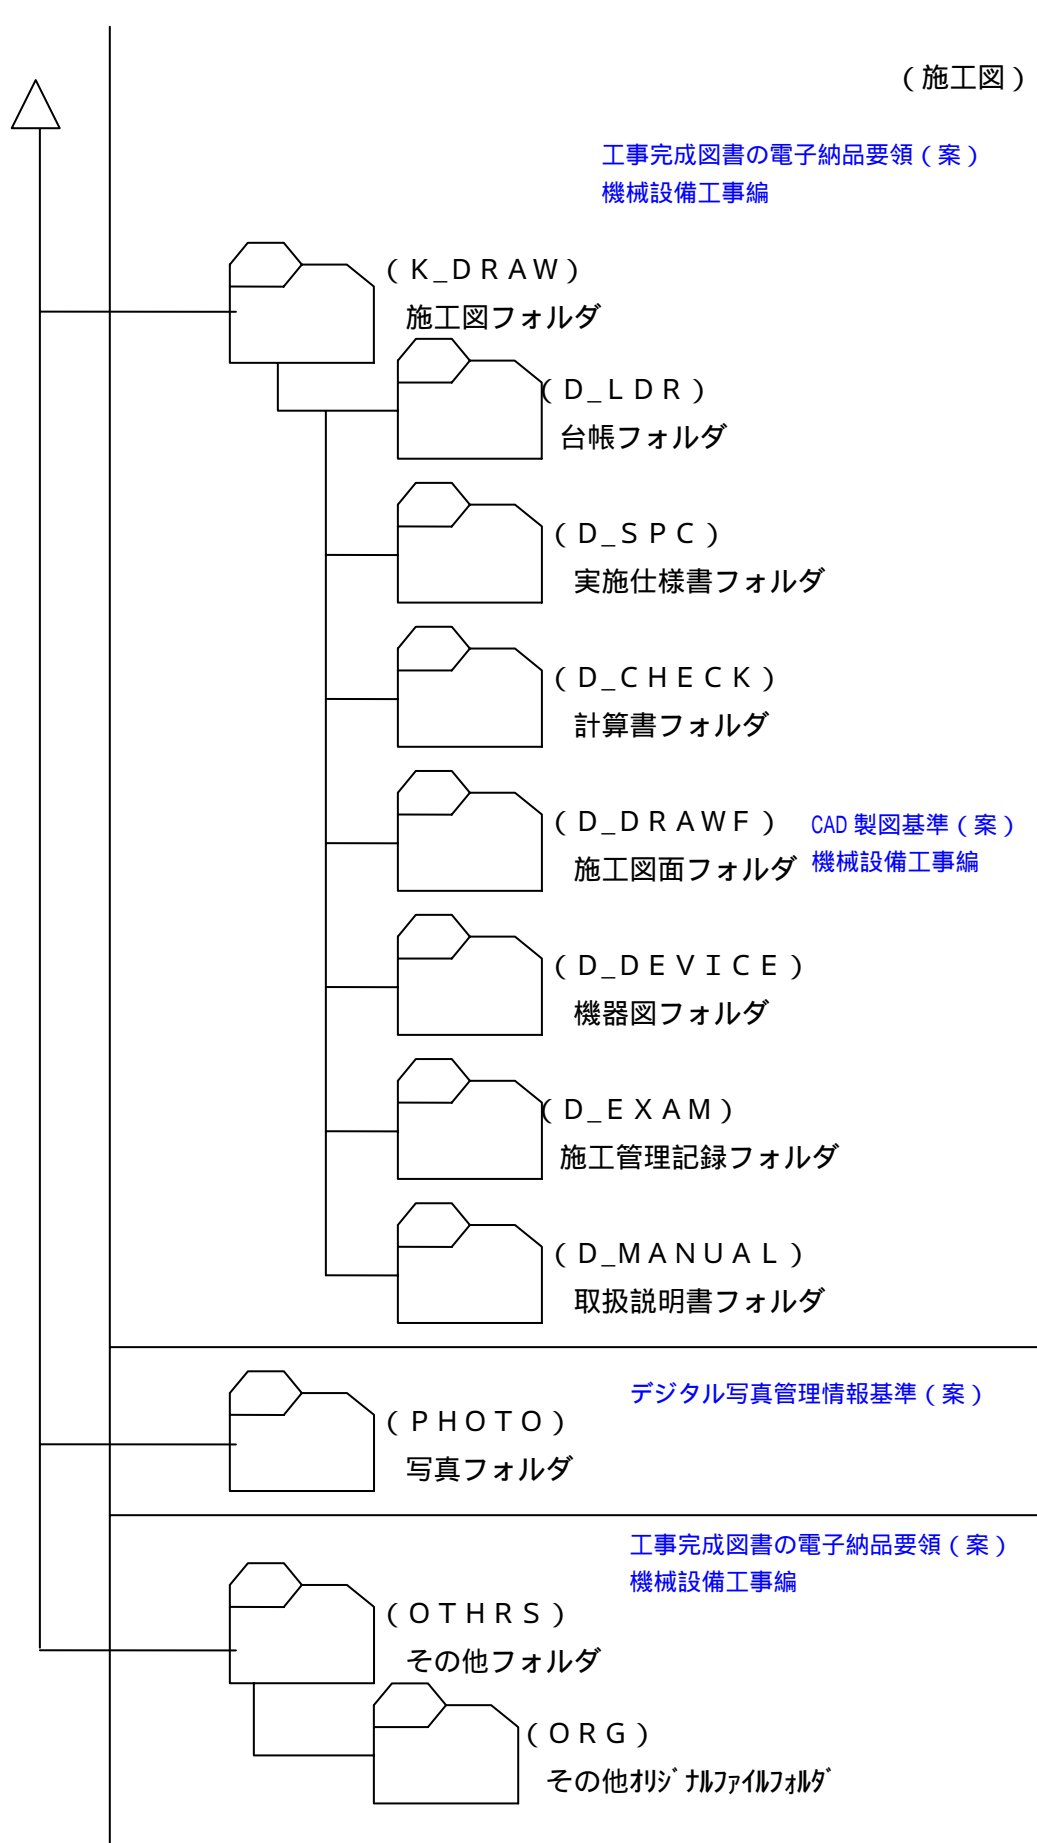 （施工図）
工事完成図書の電子納品要領（案）
機械設備工事編
（Ｋ_ＤＲＡＷ）
施工図フォルダ
（Ｄ_ＬＤＲ）
台帳フォルダ
（Ｄ_ＳＰＣ）
実施仕様書フォルダ
（Ｄ_ＣＨＥＣＫ）
計算書フォルダ
（Ｄ_ＤＲＡＷＦ）
施工図面フォルダ
CAD 製図基準（案）
機械設備工事編
（Ｄ_ＤＥＶＩＣＥ）
機器図フォルダ
（Ｄ_ＥＸＡＭ）
施工管理記録フォルダ
（Ｄ_ＭＡＮＵＡＬ）
取扱説明書フォルダ
デジタル写真管理情報基準（案）
（ＰＨＯＴＯ）
写真フォルダ
工事完成図書の電子納品要領（案）
機械設備工事編
（ＯＴＨＲＳ）
その他フォルダ
（ＯＲＧ）
その他ｵﾘｼﾞﾅﾙﾌｧｲﾙﾌｫﾙﾀﾞ